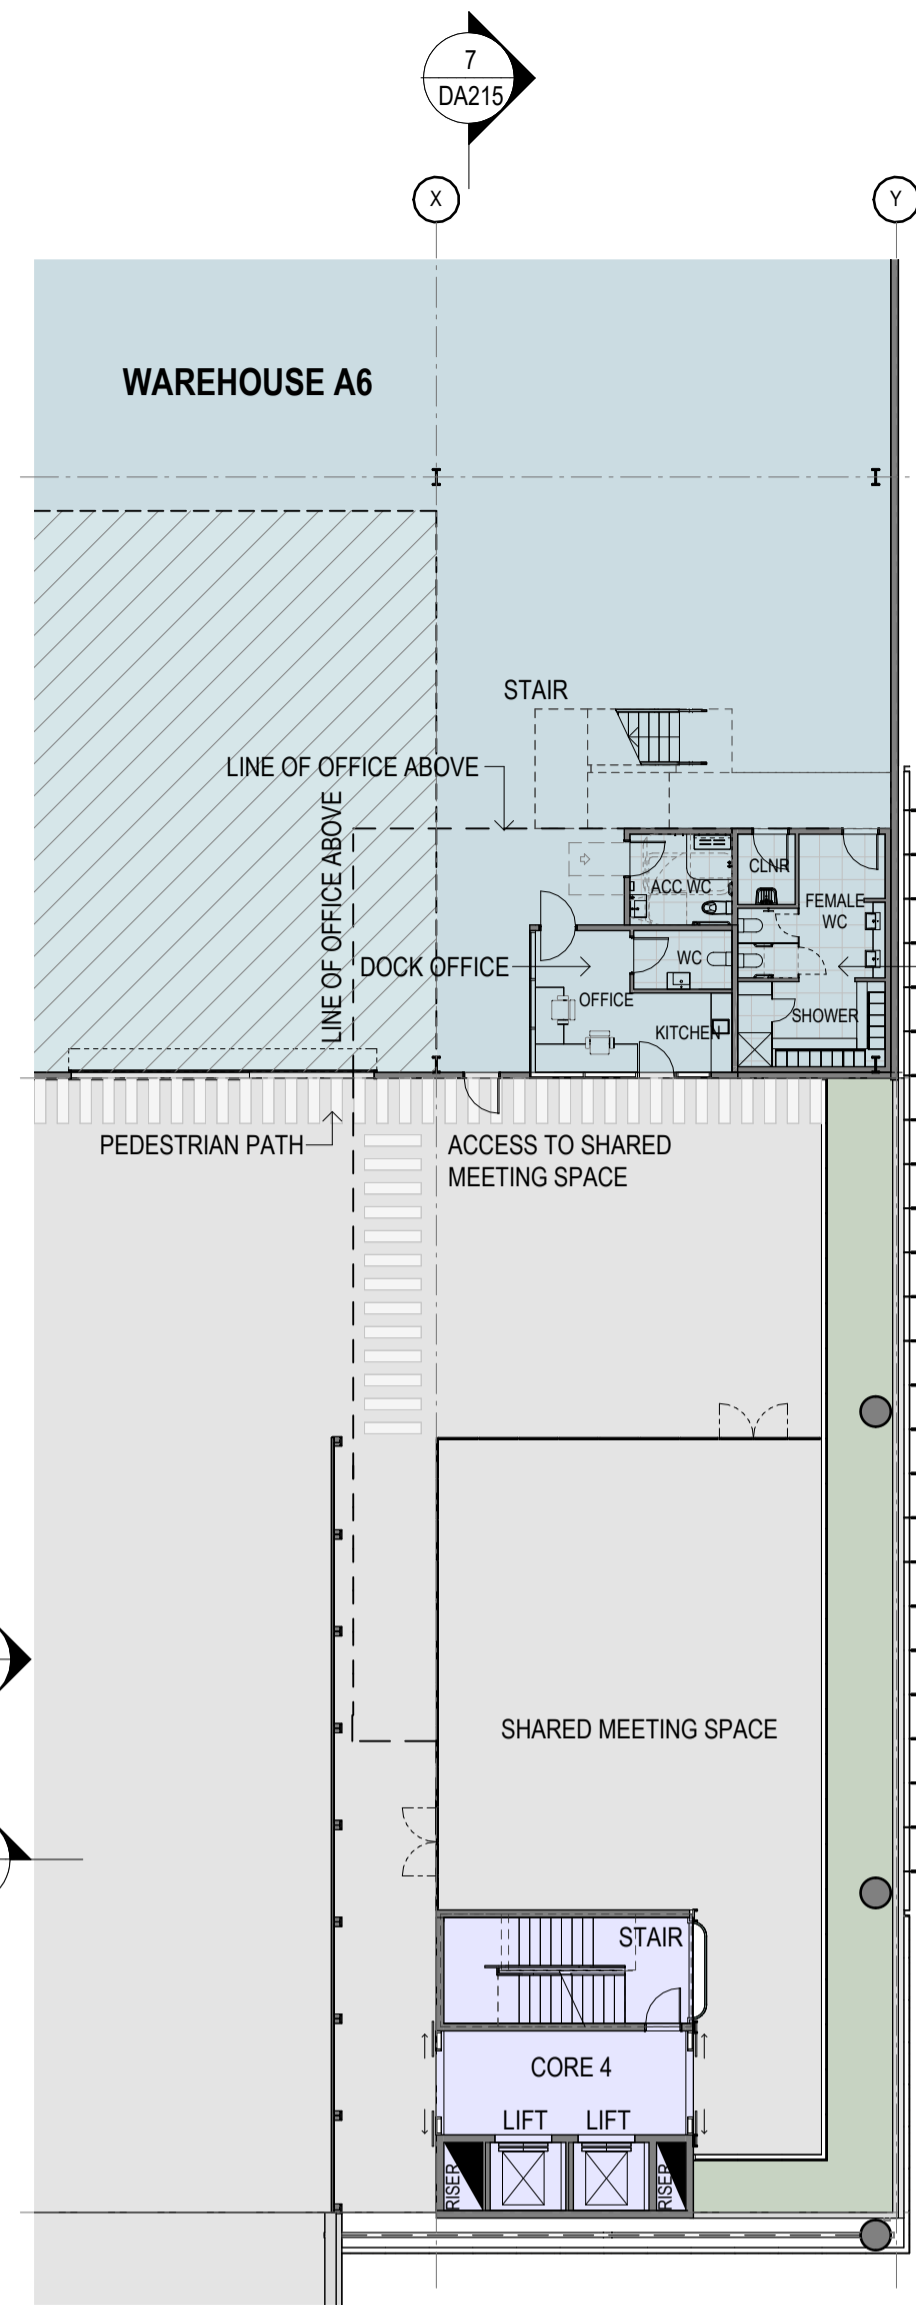 7
DA215
X
Y
WAREHOUSE A6
STAIR
LINE OF OFFICE ABOVE
LINE OF OFFICE ABOVE
ACC WC
CLNR
FEMALE
WC
DOCK OFFICE
WC
OFFICE
KITCHEN
SHOWER
PEDESTRIAN PATH
ACCESS TO SHARED
MEETING SPACE
SHARED MEETING SPACE
STAIR
CORE 4
LIFT
LIFT
RISER
RISER